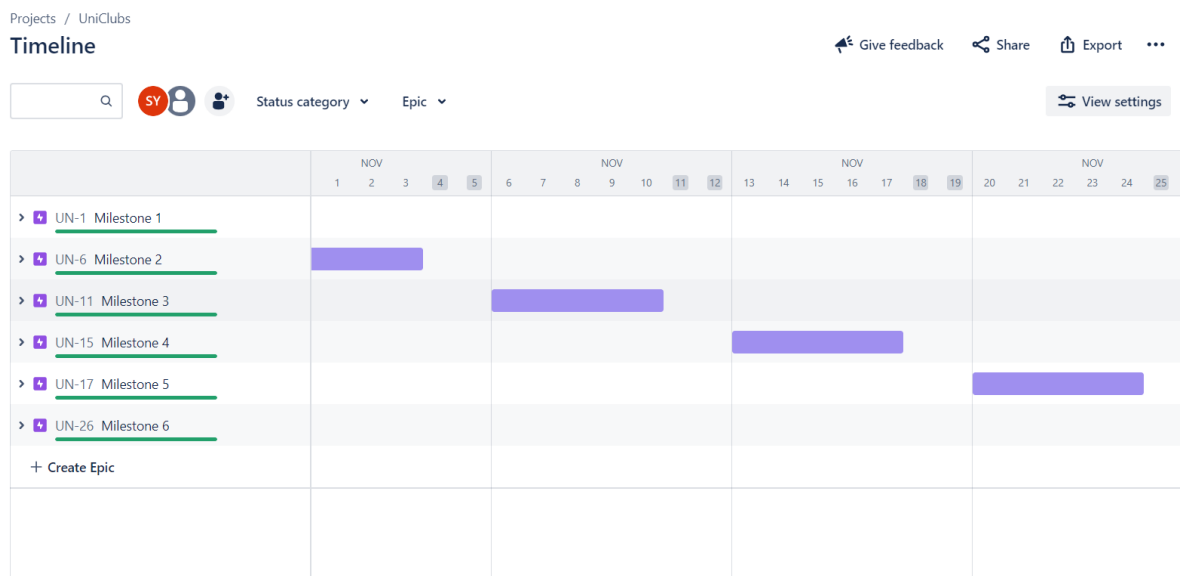 Projects / UniClubs
Timeline
Give feedback Share Export
SY Status category Epic View settings
NOV NOV NOV NOV
1 2 3 4 5 6 7 8 9 10 11 12 13 14 15 16 17 18 19 20 21 22 23 24 25
UN-1 Milestone 1
UN-6 Milestone 2
UN-11 Milestone 3
UN-15 Milestone 4
UN-17 Milestone 5
UN-26 Milestone 6
+ Create Epic